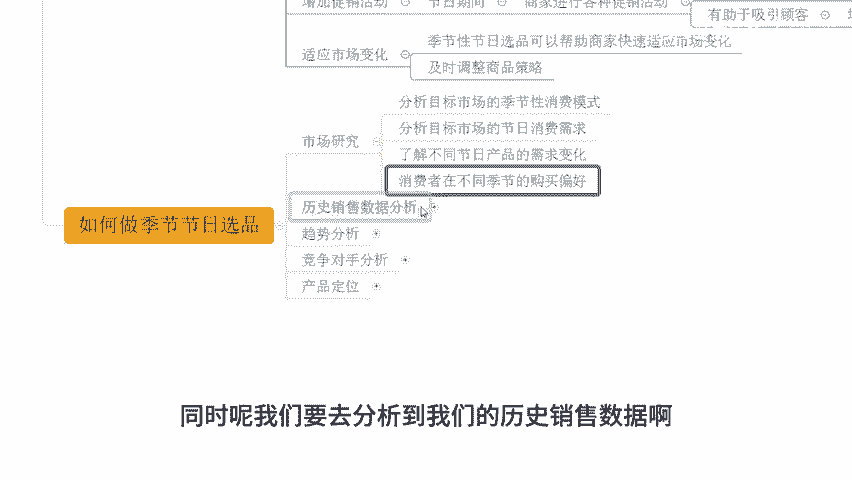 增加促销活动
节日期间
商家进行各种促销活动
有助于吸引顾客
适应市场变化
季节性节日选品可以帮助商家快速适应市场变化
及时调整商品策略
市场研究
分析目标市场的季节性消费模式
分析目标市场的节日消费需求
了解不同节日产品的需求变化
消费者在不同季节的购买偏好
如何做季节节日选品
历史销售数据分析
趋势分析
竞争对手分析
产品定位
同时呢我们要去分析到我们的历史销售数据啊